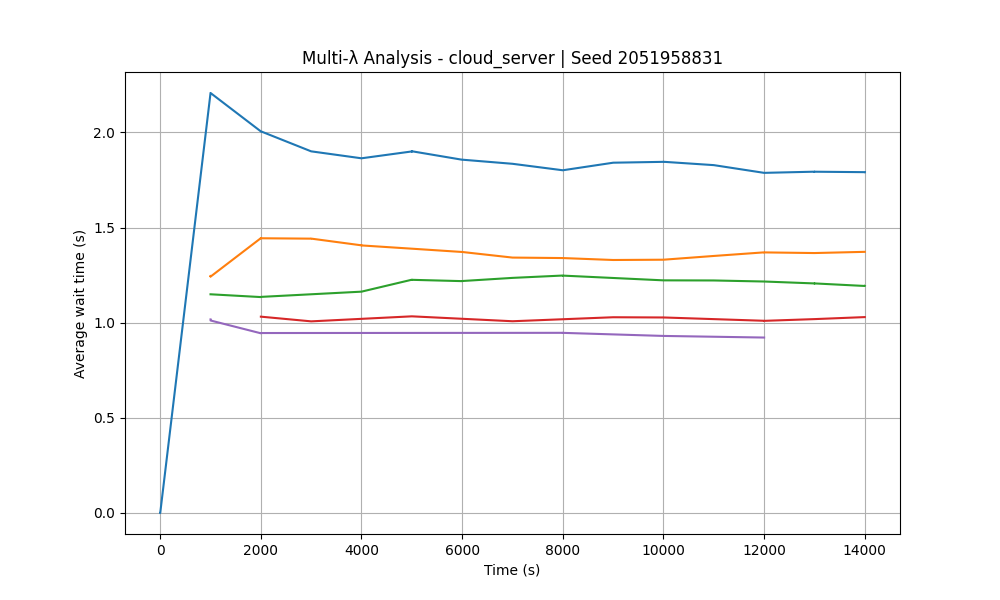 Multi-λ Analysis - cloud_server | Seed 2051958831
2.0
1.5
1.0
0.5
0.0
Average wait time (s)
0 2000 4000 6000 8000 10000 12000 14000
Time (s)